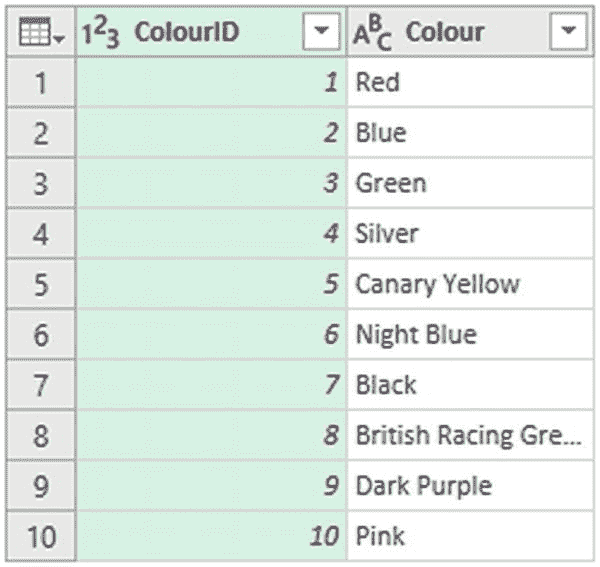 123 ColourID ABC Colour
1 1 Red
2 2 Blue
3 3 Green
4 4 Silver
5 5 Canary Yellow
6 6 Night Blue
7 7 Black
8 8 British Racing Gre...
9 9 Dark Purple
10 10 Pink